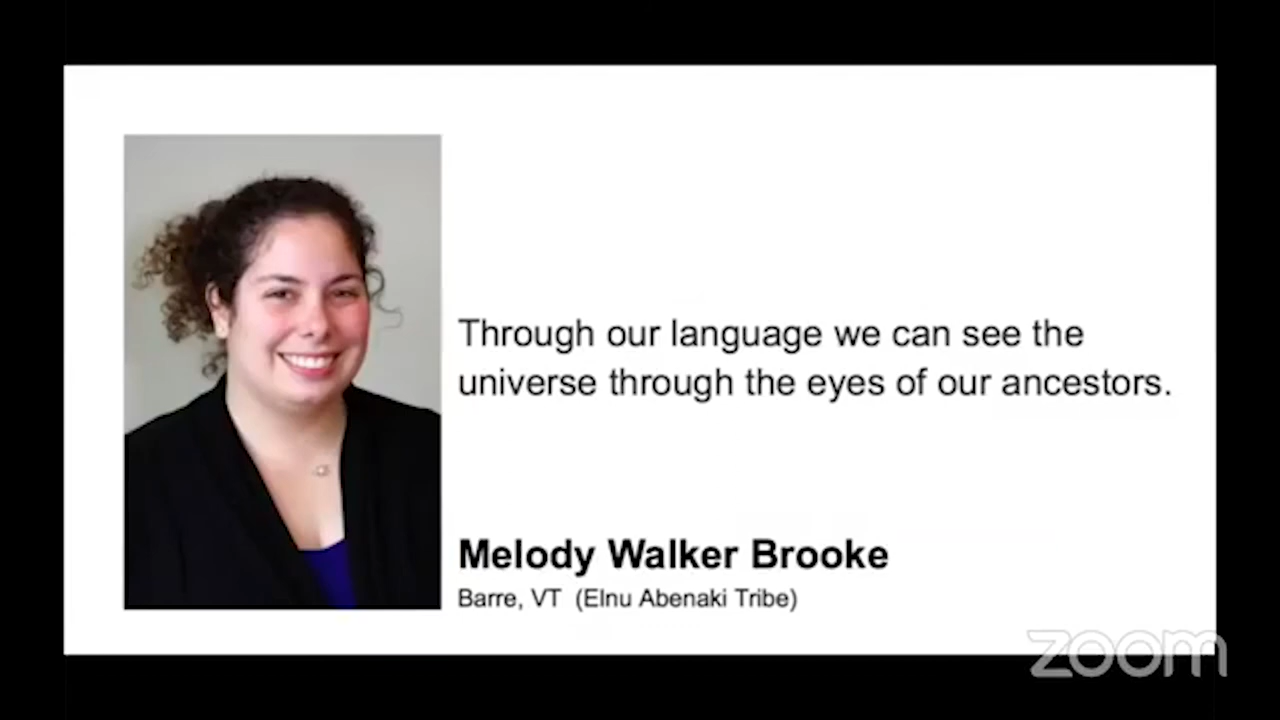 Through our language we can see the
universe through the eyes of our ancestors.
Melody Walker Brooke
Barre, VT (Elnu Abenaki Tribe)
zoom